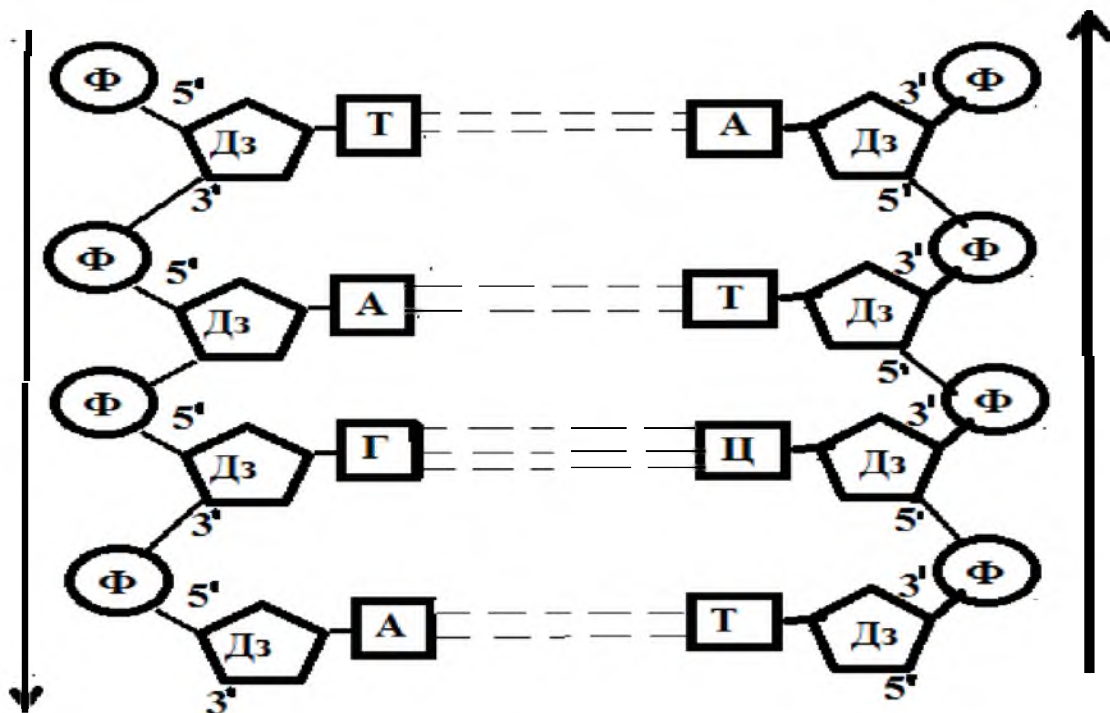 Ф 5' 3' Ф
Дз Т А Дз
3' 5'
Ф 5' 3' Ф
Дз А Т Дз
5'
Ф 5' 3' Ф
Дз Г Ц Дз
3' 5'
Ф 5' 3' Ф
Дз А Т Дз
3' 5'